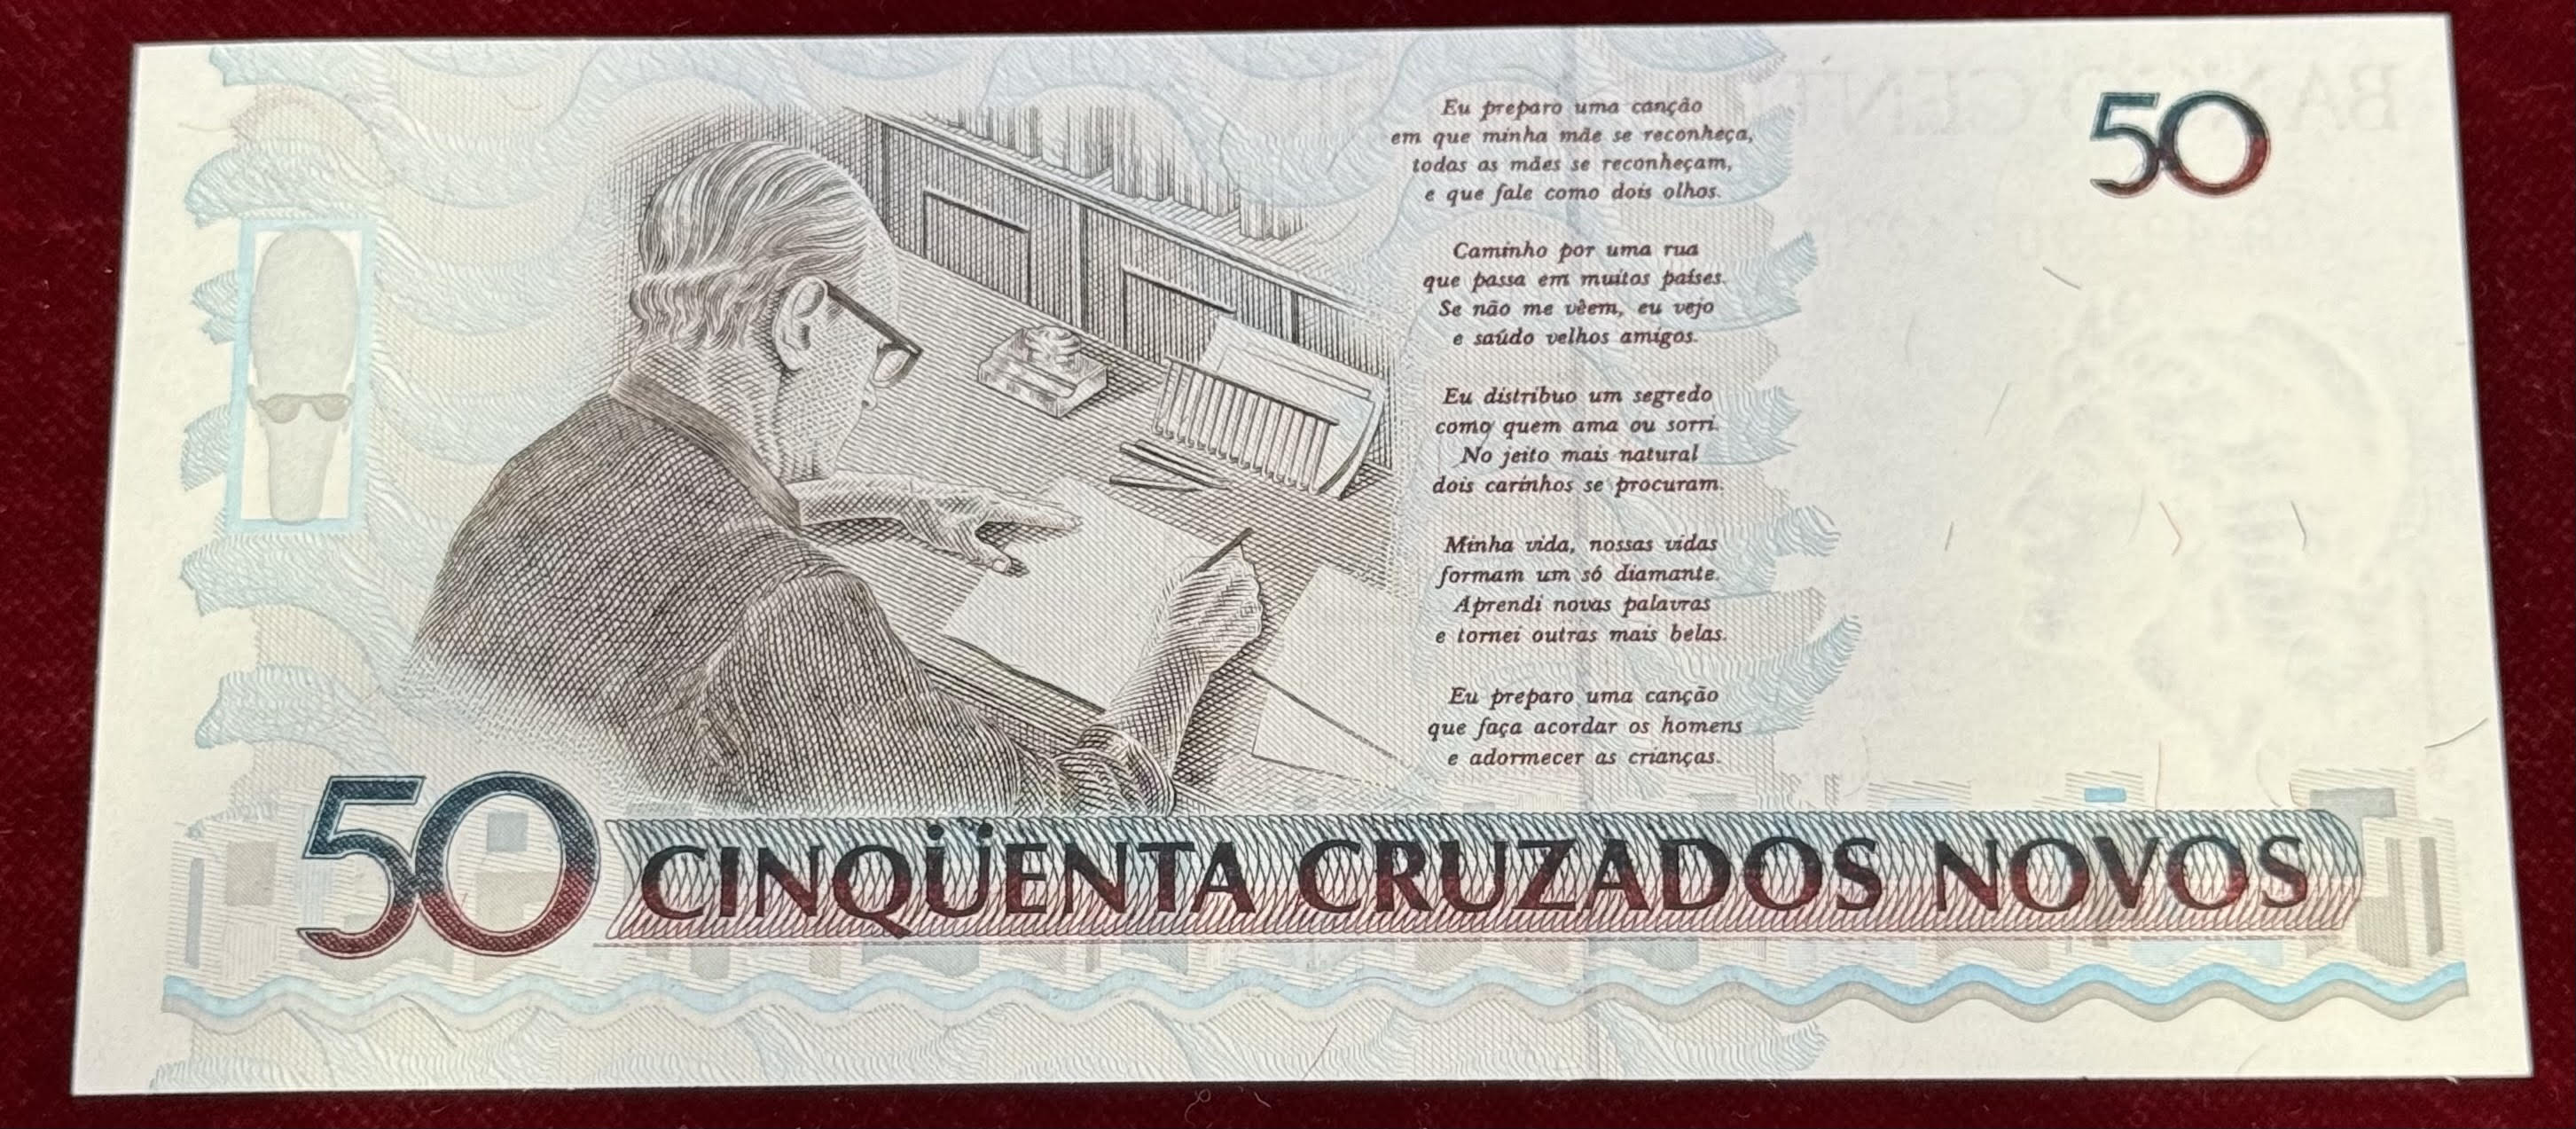 Eu preparo uma canção
em que minha mãe se reconheça,
todas as mães se reconheçam,
e que fale como dois olhos.
Caminho por uma rua
que passa em muitos países.
Se não me vêem, eu vejo
e saúdo velhos amigos.
Eu distribuo um segredo
como quem ama ou sorri.
No jeito mais natural
dois carinhos se procuram.
Minha vida, nossas vidas
formam um só diamante.
Aprendi novas palavras
e tornei outras mais belas.
Eu preparo uma canção
que faça acordar os homens
e adormecer as crianças.
50
50 CINQÜENTA CRUZADOS NOVOS